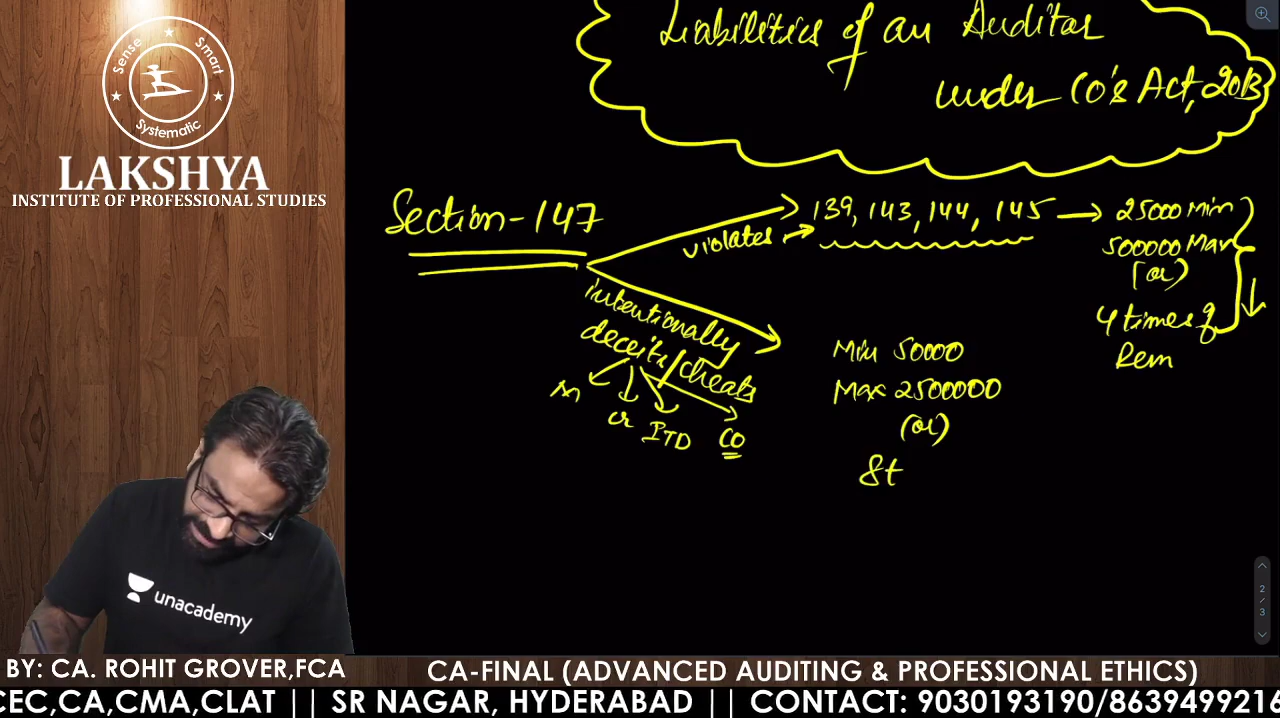 Liabilities of an Auditor
under Co's Act, 2013
Sense
Smart
Systematic
LAKSHYA
INSTITUTE OF PROFESSIONAL STUDIES
Section-147
violates
139, 143, 144, 145
25000 Min
500000 Max
(or)
4 times of
Rem
intentionally
deceits/cheats
cr
ITD
CO
Min 50000
Max 2500000
(or)
8t
unacademy
2
/
3
BY: CA. ROHIT GROVER,FCA
CA-FINAL (ADVANCED AUDITING & PROFESSIONAL ETHICS)
CEC,CA,CMA,CLAT || SR NAGAR, HYDERABAD || CONTACT: 9030193190/8639499216